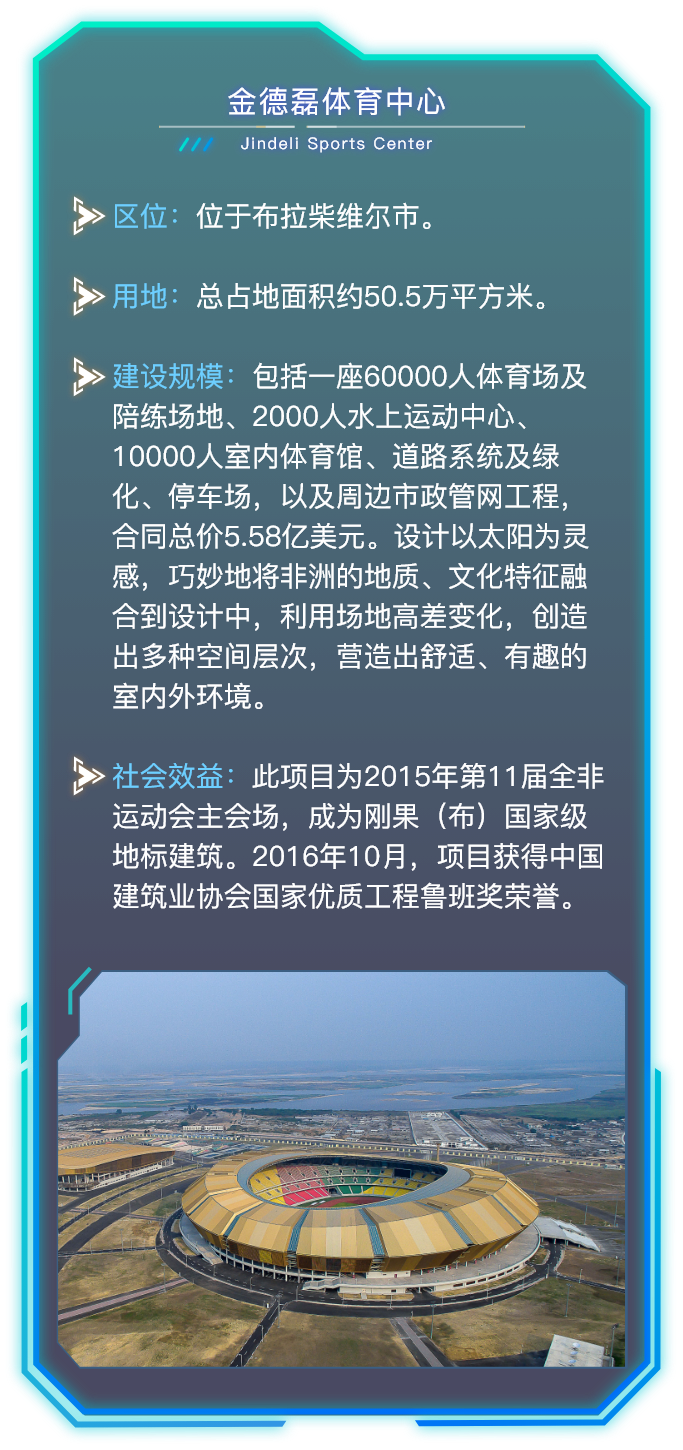 金德磊体育中心
Jindeli Sports Center
区位：位于布拉柴维尔市。
用地：总占地面积约50.5万平方米。
建设规模：包括一座60000人体育场及
陪练场地、2000人水上运动中心、
10000人室内体育馆、道路系统及绿
化、停车场，以及周边市政管网工程，
合同总价5.58亿美元。设计以太阳为灵
感，巧妙地将非洲的地质、文化特征融
合到设计中，利用场地高差变化，创造
出多种空间层次，营造出舒适、有趣的
室内外环境。
社会效益：此项目为2015年第11届全非
运动会主会场，成为刚果（布）国家级
地标建筑。2016年10月，项目获得中国
建筑业协会国家优质工程鲁班奖荣誉。